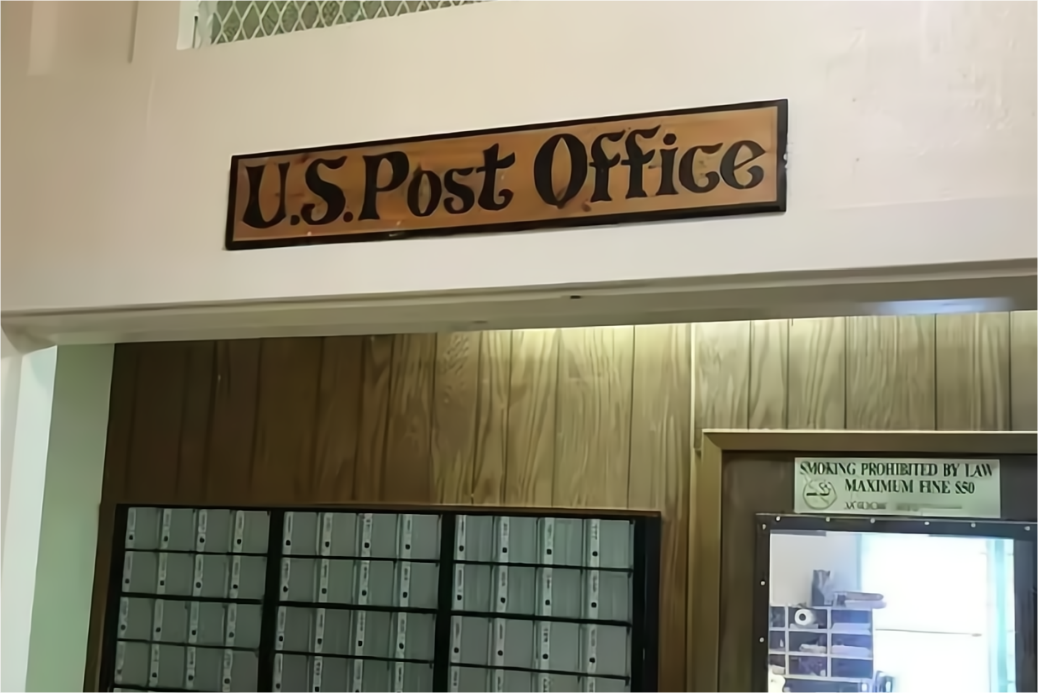 U.S. Post Office
SMOKING PROHIBITED BY LAW
MAXIMUM FINE $50